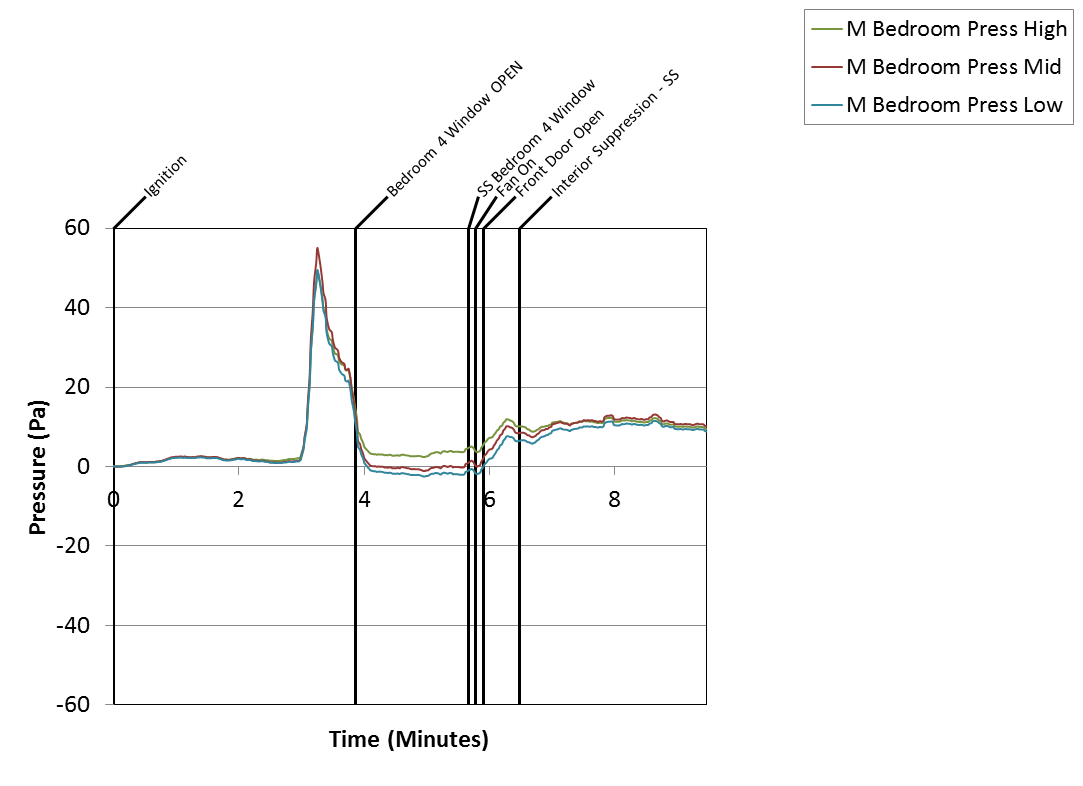 M Bedroom Press High
M Bedroom Press Mid
M Bedroom Press Low
Ignition
Bedroom 4 Window OPEN
SS Bedroom 4 Window
Fan On
Front Door Open
Interior Suppression - SS
60
40
20
0
-20
-40
-60
0
2
4
6
8
Pressure (Pa)
Time (Minutes)